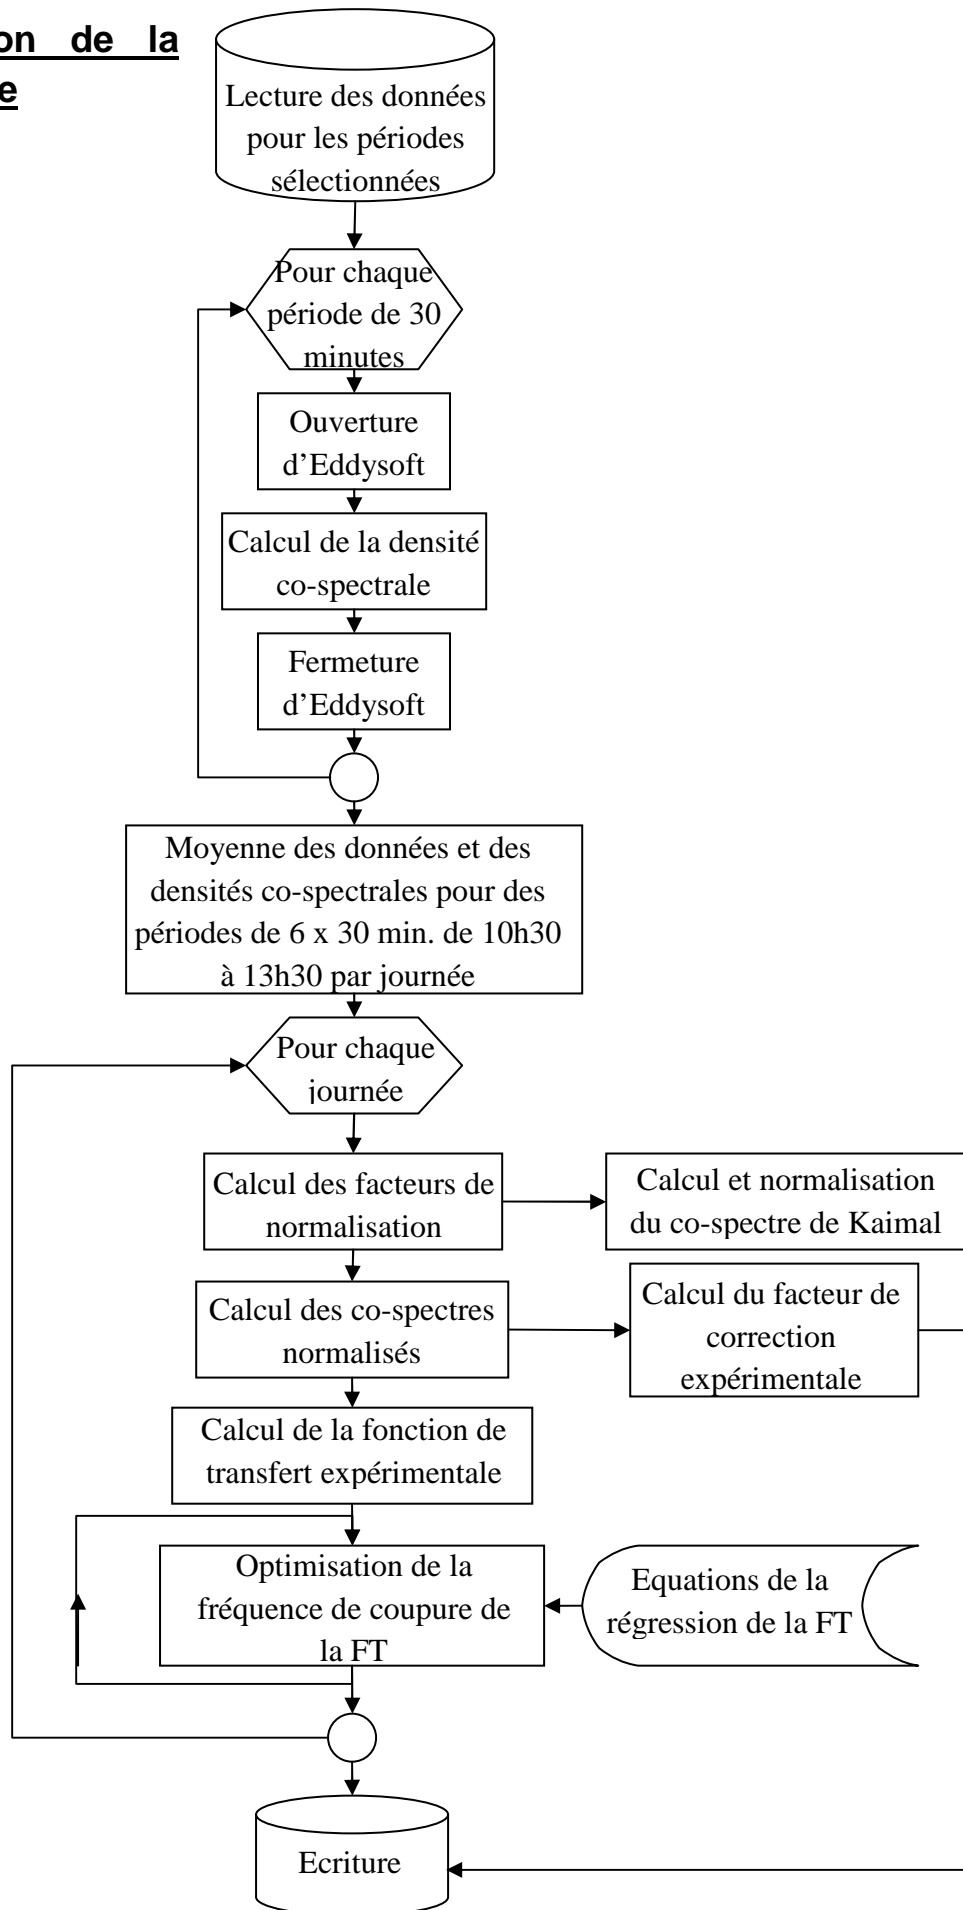 on de la
e
Lecture des données
pour les périodes
sélectionnées
Pour chaque
période de 30
minutes
Ouverture
d’Eddysoft
Calcul de la densité
co-spectrale
Fermeture
d’Eddysoft
Moyenne des données et des
densités co-spectrales pour des
périodes de 6 x 30 min. de 10h30
à 13h30 par journée
Pour chaque
journée
Calcul des facteurs de
normalisation
Calcul et normalisation
du co-spectre de Kaimal
Calcul des co-spectres
normalisés
Calcul du facteur de
correction
expérimentale
Calcul de la fonction de
transfert expérimentale
Optimisation de la
fréquence de coupure de
la FT
Equations de la
régression de la FT
Ecriture